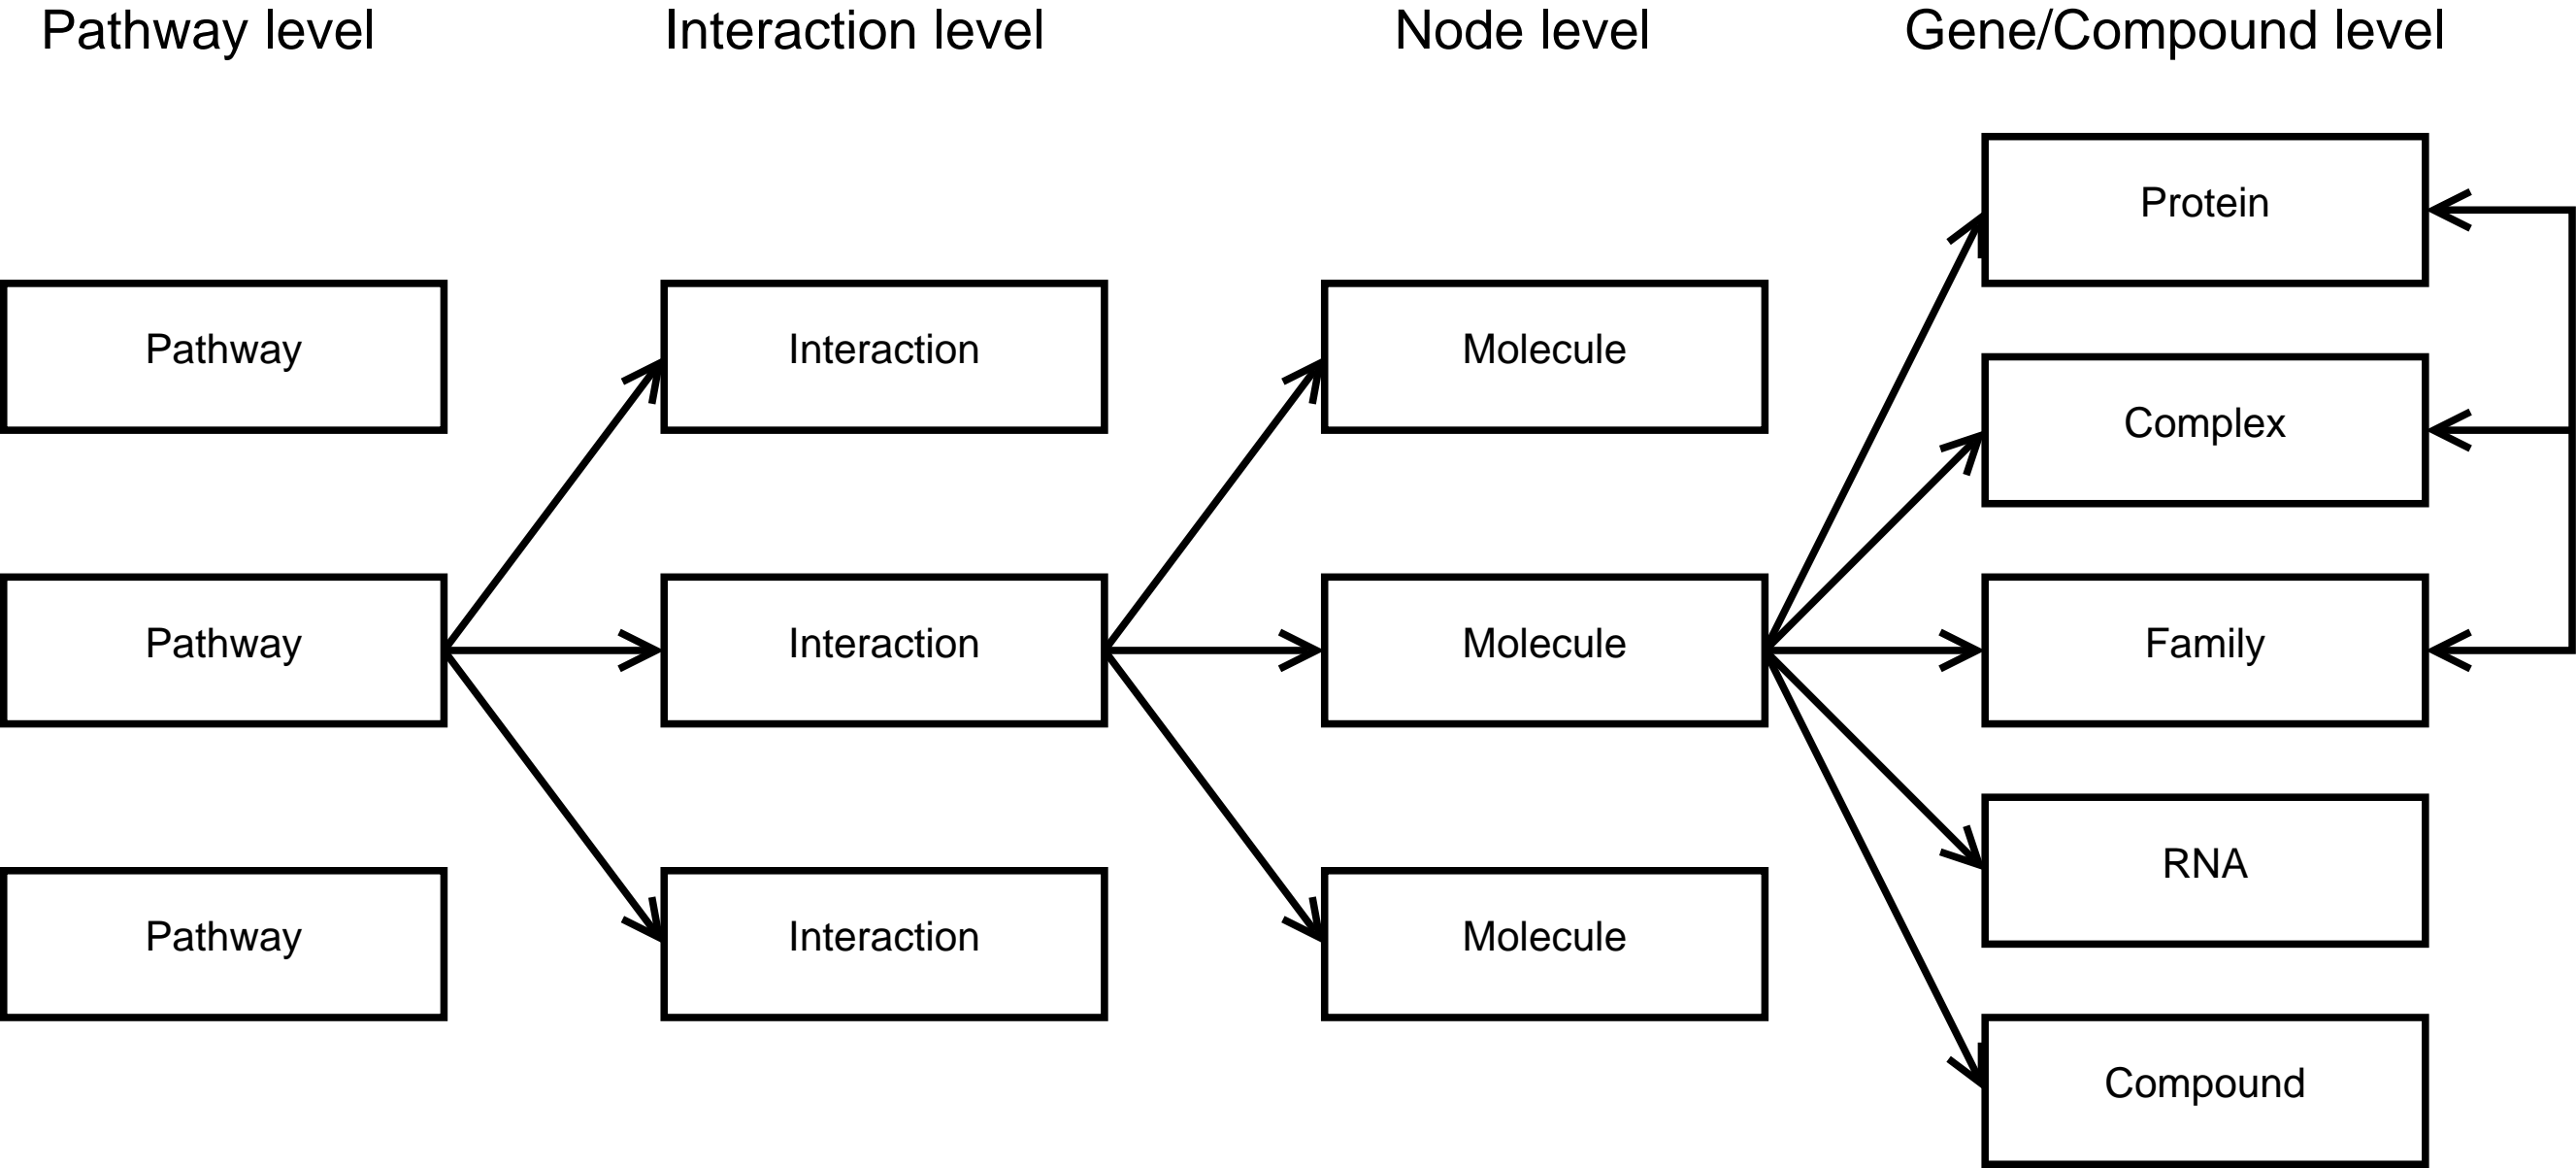 Pathway level
Interaction level
Node level
Gene/Compound level
Pathway
Pathway
Pathway
Interaction
Interaction
Interaction
Molecule
Molecule
Molecule
Protein
Complex
Family
RNA
Compound